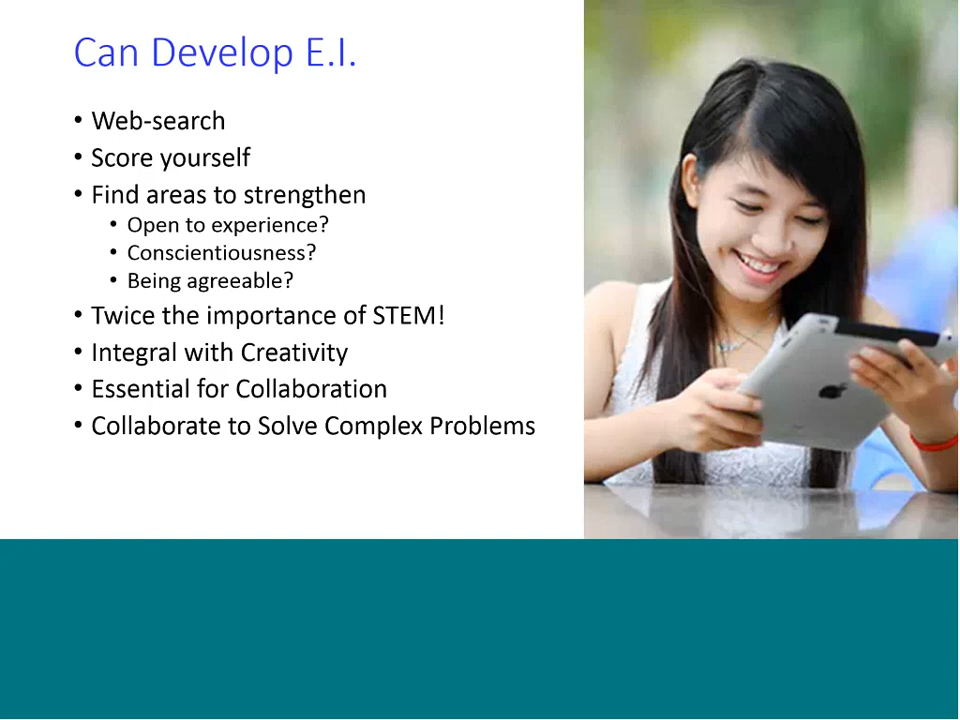 Can Develop E.I.
• Web-search
• Score yourself
• Find areas to strengthen
• Open to experience?
• Conscientiousness?
• Being agreeable?
• Twice the importance of STEM!
• Integral with Creativity
• Essential for Collaboration
• Collaborate to Solve Complex Problems